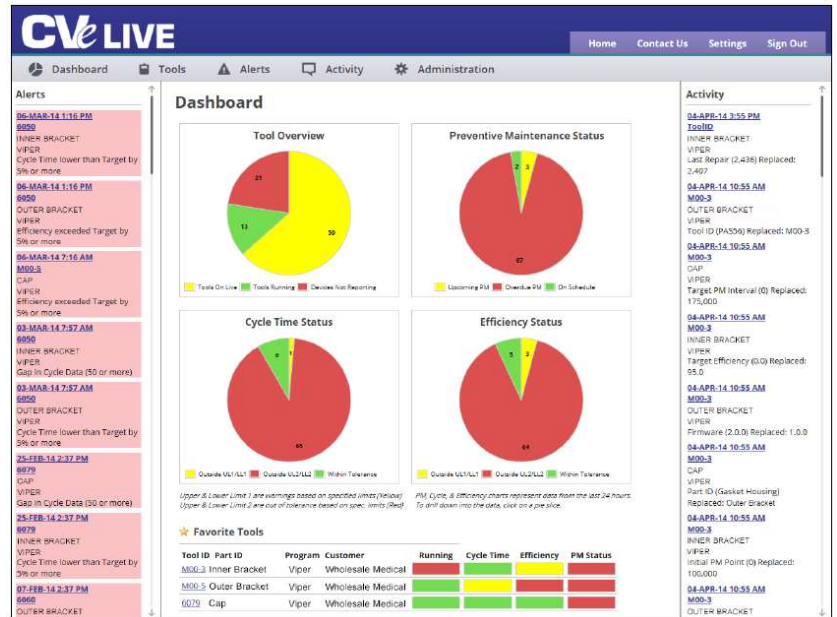 CVe LIVE
Home Contact Us Settings Sign Out
Dashboard Tools Alerts Activity Administration
Alerts
06-MAR-14 1:16 PM
6050
INNER BRACKET
VIPER
Cycle Time lower than Target by
5% or more
06-MAR-14 1:16 PM
6050
OUTER BRACKET
VIPER
Efficiency exceeded Target by
5% or more
06-MAR-14 7:16 AM
M00-5
CAP
VIPER
Efficiency exceeded Target by
5% or more
03-MAR-14 7:57 AM
6050
INNER BRACKET
VIPER
Gap in Cycle Data (50 or more)
03-MAR-14 7:57 AM
6050
OUTER BRACKET
VIPER
Cycle Time lower than Target by
5% or more
25-FEB-14 2:37 PM
6079
CAP
VIPER
Gap in Cycle Data (50 or more)
25-FEB-14 2:37 PM
6079
INNER BRACKET
VIPER
Cycle Time lower than Target by
5% or more
07-FEB-14 2:37 PM
6060
OUTER BRACKET
Dashboard
Tool Overview
21
13
Tools On Live Tools Running Devices Not Reporting
Preventive Maintenance Status
2 3
67
Upcoming PM Overdue PM On Schedule
Cycle Time Status
1
65
Outside UL1/LL1 Outside UL2/LL2 Within Tolerance
Efficiency Status
5 3
64
Outside UL1/LL1 Outside UL2/LL2 Within Tolerance
Upper & Lower Limit 1 are warnings based on specified limits (Yellow)
Upper & Lower Limit 2 are out of tolerance based on spec. limits (Red)
PM, Cycle, & Efficiency charts represent data from the last 24 hours.
To drill down into the data, click on a pie slice.
Favorite Tools
Tool ID Part ID Program Customer Running Cycle Time Efficiency PM Status
M00-3 Inner Bracket Viper Wholesale Medical
M00-5 Outer Bracket Viper Wholesale Medical
6079 Cap Viper Wholesale Medical
Activity
04-APR-14 3:55 PM
ToolID
INNER BRACKET
VIPER
Last Repair (2,436) Replaced:
2,407
04-APR-14 10:55 AM
M00-3
OUTER BRACKET
VIPER
Tool ID (PAS56) Replaced: M00-3
04-APR-14 10:55 AM
M00-3
CAP
VIPER
Target PM Interval (0) Replaced:
175,000
04-APR-14 10:55 AM
M00-3
INNER BRACKET
VIPER
Target Efficiency (0.0) Replaced:
95.0
04-APR-14 10:55 AM
M00-3
OUTER BRACKET
VIPER
Firmware (2.0.0) Replaced: 1.0.0
04-APR-14 10:55 AM
M00-3
CAP
VIPER
Part ID (Gasket Housing)
Replaced: Outer Bracket
04-APR-14 10:55 AM
M00-3
INNER BRACKET
VIPER
Initial PM Point (0) Replaced:
100,000
04-APR-14 10:55 AM
M00-3
OUTER BRACKET